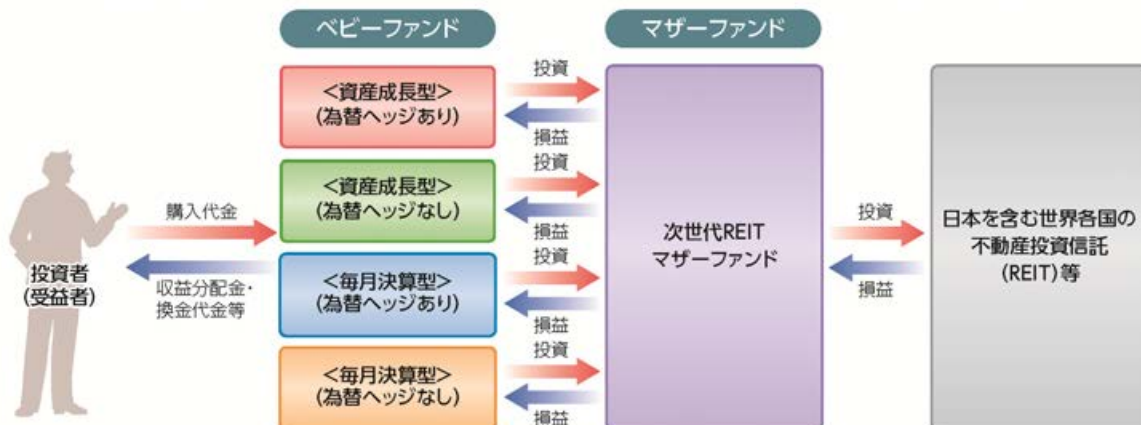 ベビーファンド
マザーファンド
＜資産成長型＞
(為替ヘッジあり)
投資
損益
＜資産成長型＞
(為替ヘッジなし)
投資
損益
＜毎月決算型＞
(為替ヘッジあり)
投資
損益
＜毎月決算型＞
(為替ヘッジなし)
投資
損益
投資者
(受益者)
購入代金
収益分配金・
換金代金等
次世代REIT
マザーファンド
投資
損益
日本を含む世界各国の
不動産投資信託
(REIT)等